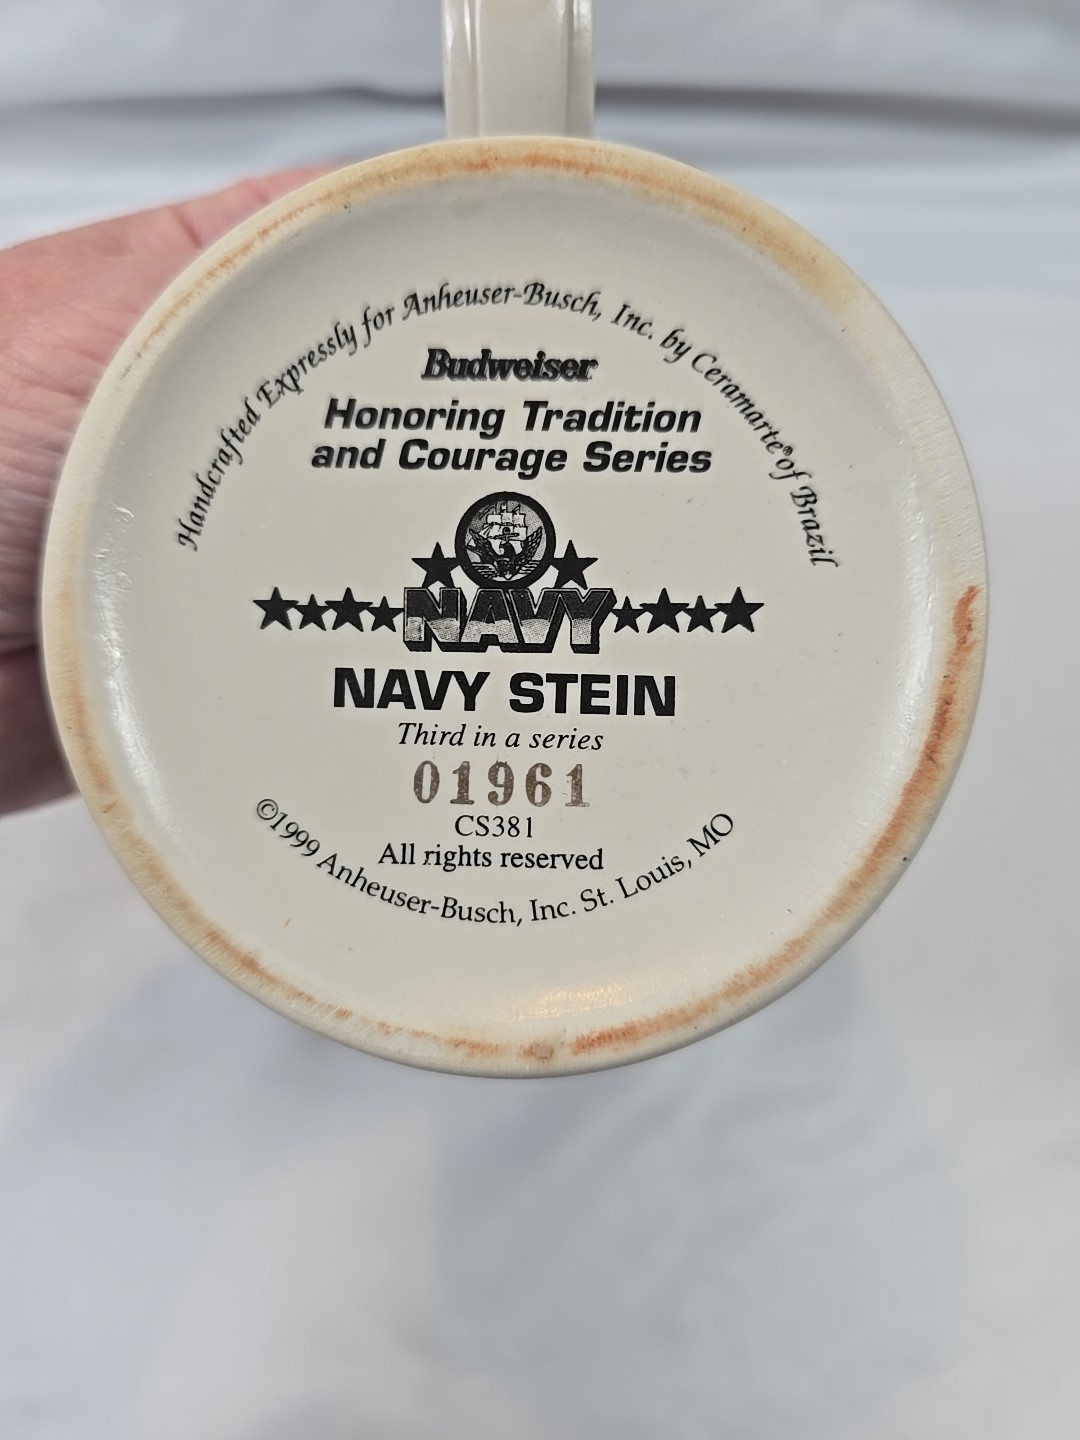 Handcrafted Expressly for Anheuser-Busch, Inc. by Ceramarte® of Brazil
Budweiser
Honoring Tradition
and Courage Series
NAVY
NAVY STEIN
Third in a series
01961
CS381
All rights reserved
©1999 Anheuser-Busch, Inc. St. Louis, MO